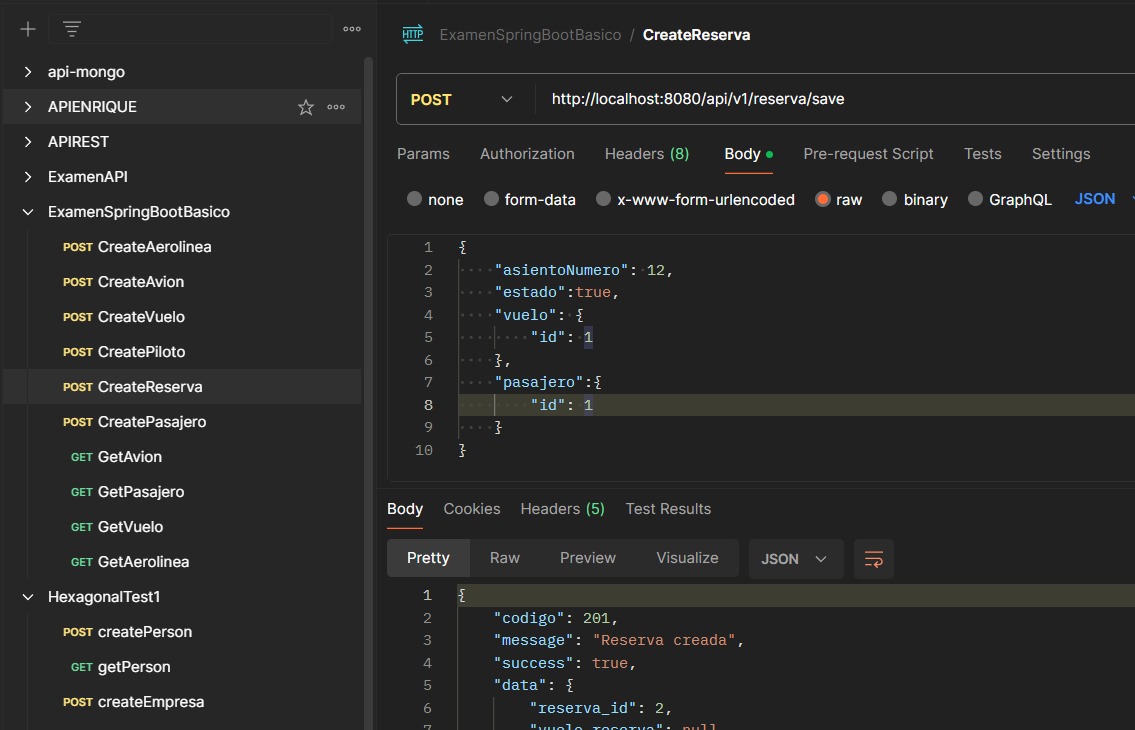 api-mongo
APIENRIQUE
APIREST
ExamenAPI
ExamenSpringBootBasico
POST CreateAerolinea
POST CreateAvion
POST CreateVuelo
POST CreatePiloto
POST CreateReserva
POST CreatePasajero
GET GetAvion
GET GetPasajero
GET GetVuelo
GET GetAerolinea
HexagonalTest1
POST createPerson
GET getPerson
POST createEmpresa
HTTP ExamenSpringBootBasico / CreateReserva
POST http://localhost:8080/api/v1/reserva/save
Params Authorization Headers (8) Body Pre-request Script Tests Settings
none form-data x-www-form-urlencoded raw binary GraphQL JSON
1 {
2 "asientoNumero": 12,
3 "estado":true,
4 "vuelo": {
5 "id": 1
6 },
7 "pasajero":{
8 "id": 1
9 }
10 }
Body Cookies Headers (5) Test Results
Pretty Raw Preview Visualize JSON
1 {
2 "codigo": 201,
3 "message": "Reserva creada",
4 "success": true,
5 "data": {
6 "reserva_id": 2,
7 "vuelo_reserva": null